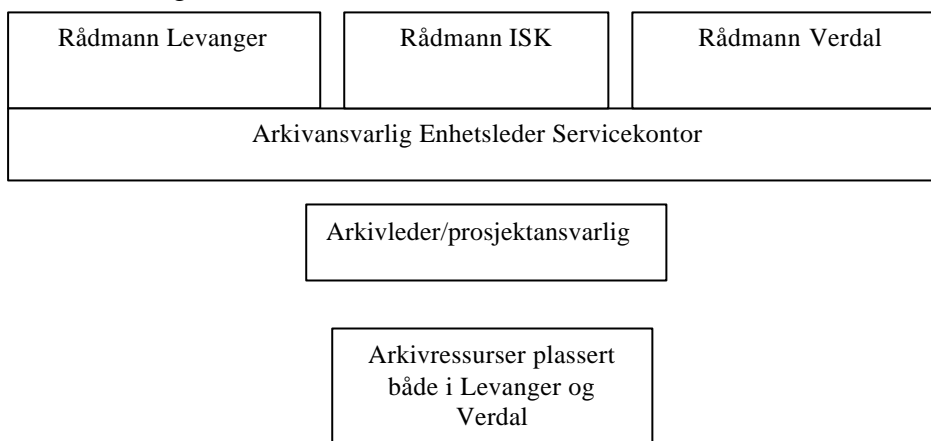 Rådmann Levanger
Rådmann ISK
Rådmann Verdal
Arkivansvarlig Enhetsleder Servicekontor
Arkivleder/prosjektansvarlig
Arkivressurser plassert
både i Levanger og
Verdal